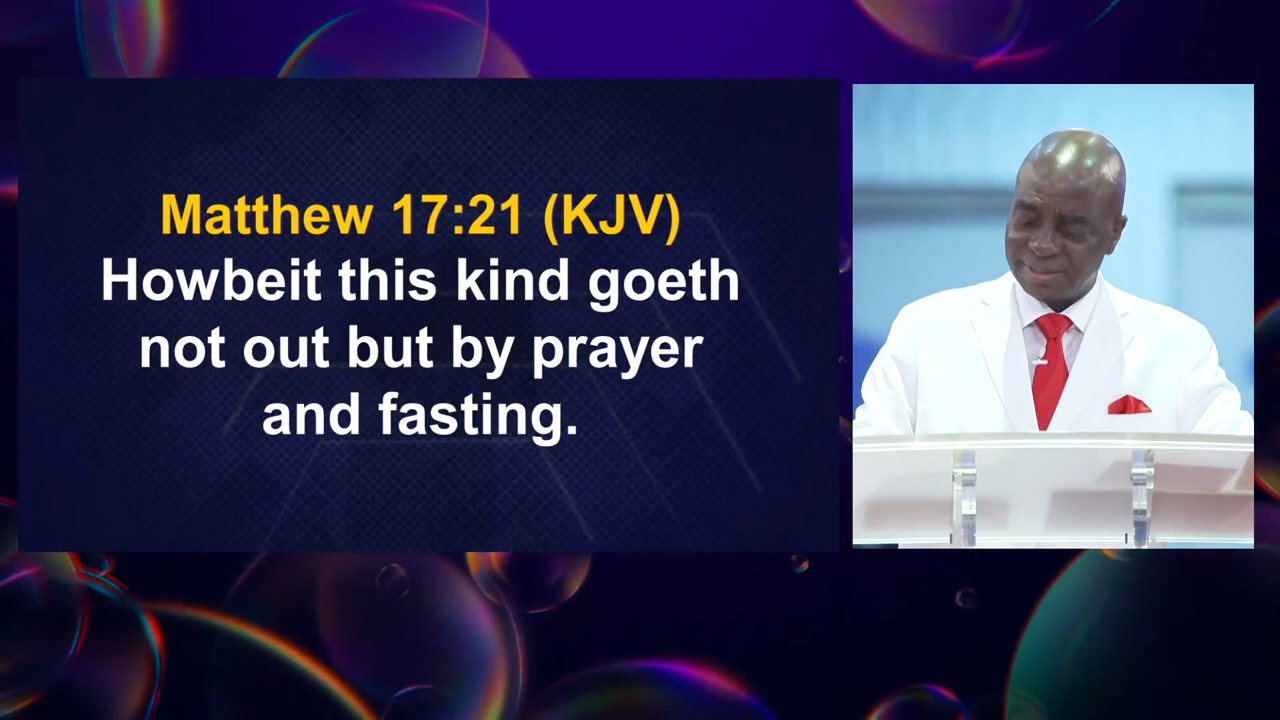 Matthew 17:21 (KJV)
Howbeit this kind goeth
not out but by prayer
and fasting.